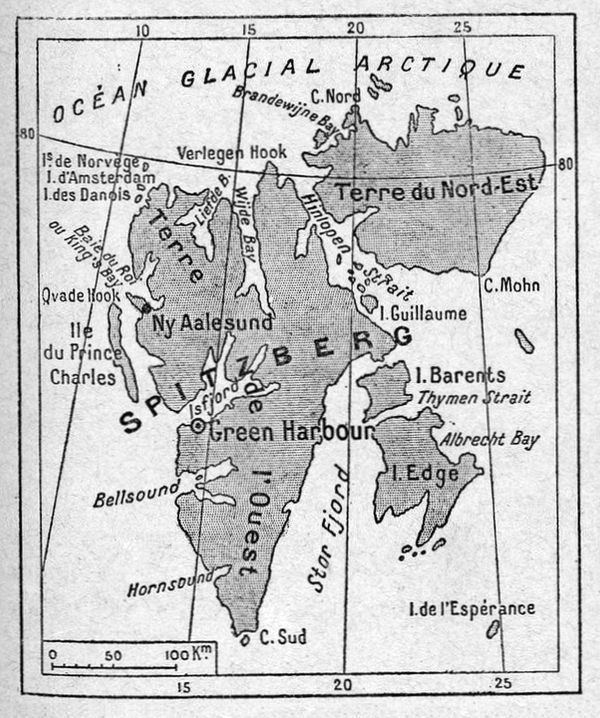 10 15 20 25
OCÉAN GLACIAL ARCTIQUE
C.Nord
Brandewijne Bay
80
80
Verlegen Hook
Iˢ de Norvège
I. d'Amsterdam
I. des Danois
Terre du Nord-Est
Liefde B.
Wijde Bay
Hinlopen Strait
Terre de l'Ouest
Baie du Roi
ou King's Bay
C. Mohn
Qvade Hook
Ny Aalesund
I. Guillaume
Ile
du Prince
Charles
SPITZBERG
I. Barents
Thymen Strait
Isfjord
Green Harbour
Albrecht Bay
I. Edge
Bellsound
Stor Fjord
Hornsound
I. de l'Espérance
C. Sud
0 50 100 Kᵐ
15 20 25